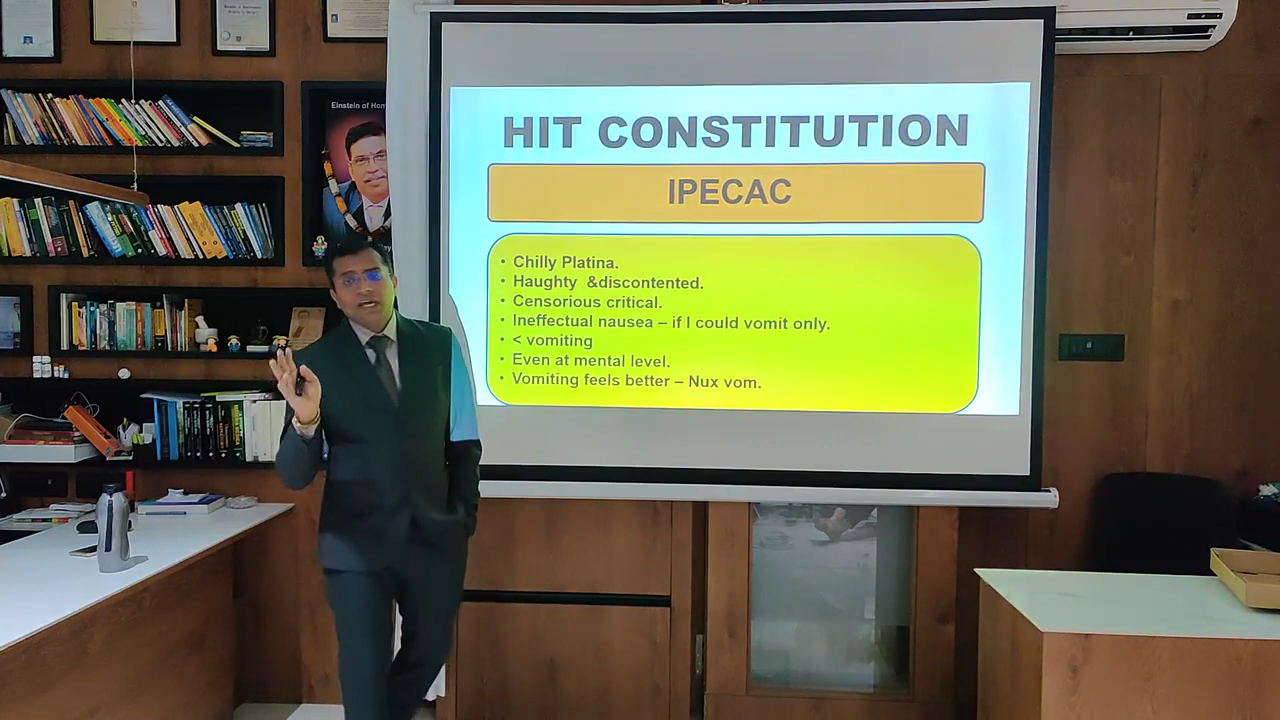 Einstein of Hom
HIT CONSTITUTION
IPECAC
• Chilly Platina.
• Haughty &discontented.
• Censorious critical.
• Ineffectual nausea – if I could vomit only.
• < vomiting
• Even at mental level.
• Vomiting feels better – Nux vom.